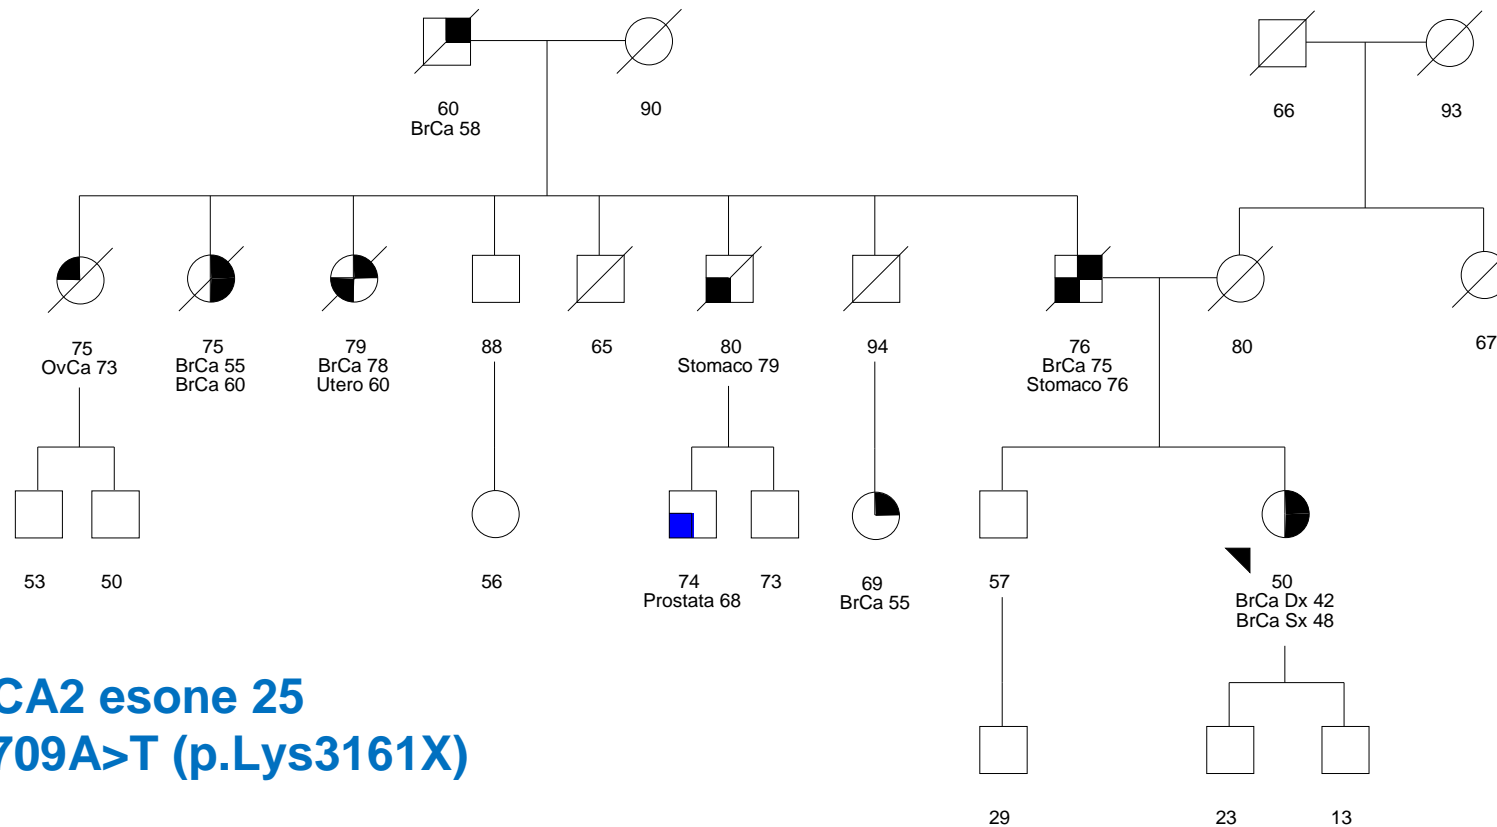 60
BrCa 58
90
66
93
75
OvCa 73
75
BrCa 55
BrCa 60
79
BrCa 78
Utero 60
88
65
80
Stomaco 79
94
76
BrCa 75
Stomaco 76
80
67
53
50
56
74
Prostata 68
73
69
BrCa 55
57
50
BrCa Dx 42
BrCa Sx 48
CA2 esone 25
709A>T (p.Lys3161X)
29
23
13